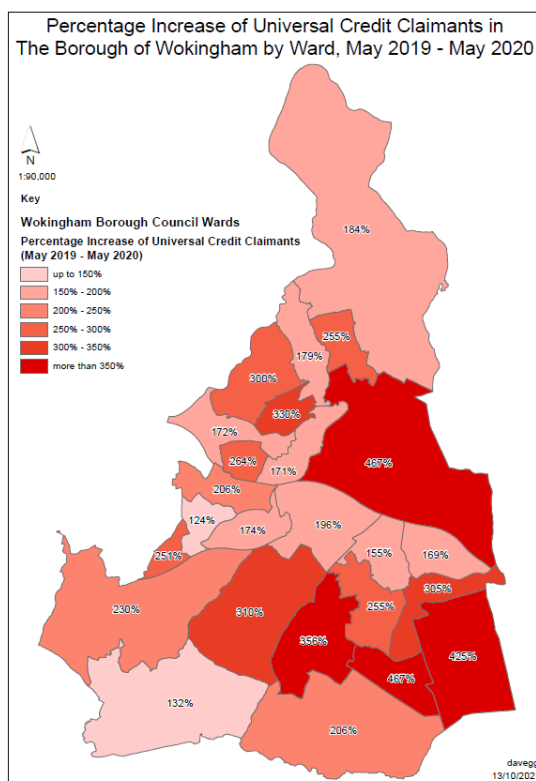 Percentage Increase of Universal Credit Claimants in
The Borough of Wokingham by Ward, May 2019 - May 2020
N
1:90,000
Key
Wokingham Borough Council Wards
Percentage Increase of Universal Credit Claimants
(May 2019 - May 2020)
up to 150%
150% - 200%
200% - 250%
250% - 300%
300% - 350%
more than 350%
184%
255%
179%
300%
330%
172%
264%
171%
467%
206%
124%
174%
196%
155%
169%
251%
305%
230%
310%
255%
356%
425%
467%
132%
206%
davegg
13/10/202